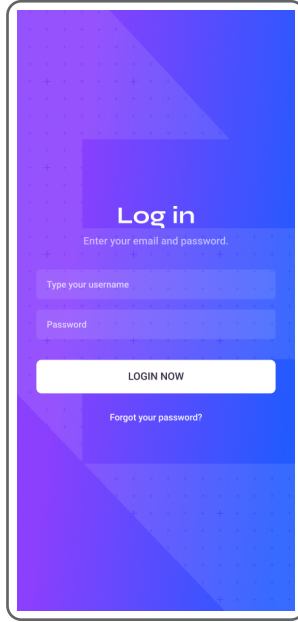 Log in
Enter your email and password.
Type your username
Password
LOGIN NOW
Forgot your password?